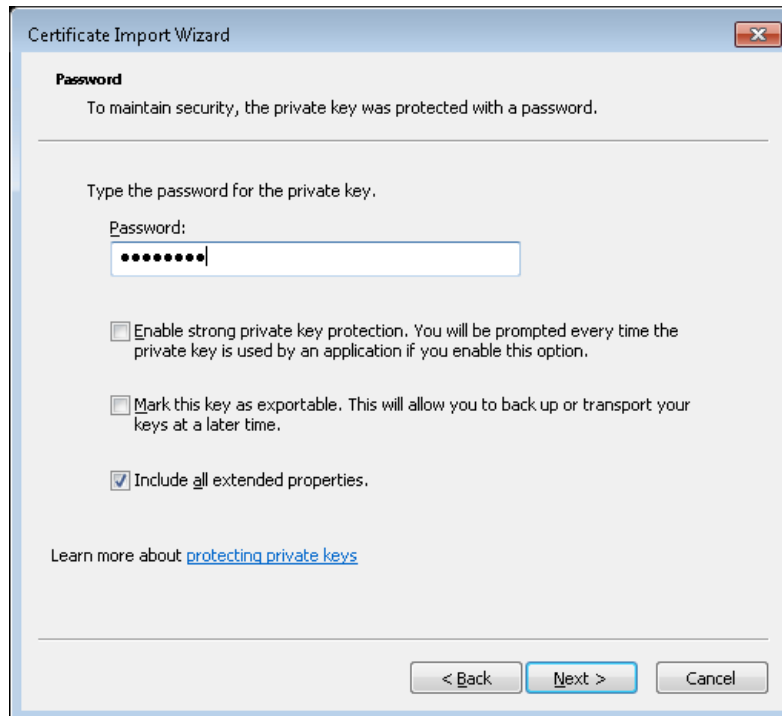 Certificate Import Wizard
Password
To maintain security, the private key was protected with a password.
Type the password for the private key.
Password:
••••••••
Enable strong private key protection. You will be prompted every time the
private key is used by an application if you enable this option.
Mark this key as exportable. This will allow you to back up or transport your
keys at a later time.
Include all extended properties.
Learn more about protecting private keys
< Back Next > Cancel